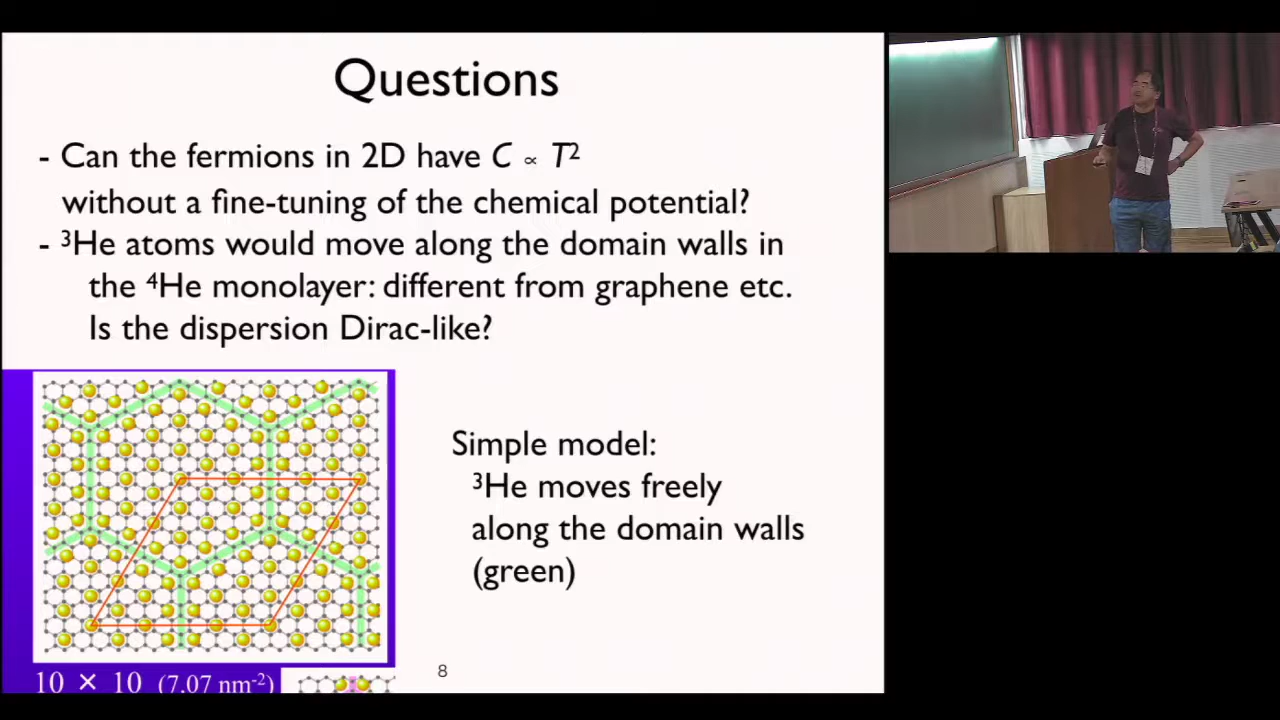 Questions
- Can the fermions in 2D have C ∝ T²
without a fine-tuning of the chemical potential?
- ³He atoms would move along the domain walls in
the ⁴He monolayer: different from graphene etc.
Is the dispersion Dirac-like?
Simple model:
³He moves freely
along the domain walls
(green)
10 × 10 (7.07 nm⁻²)
8